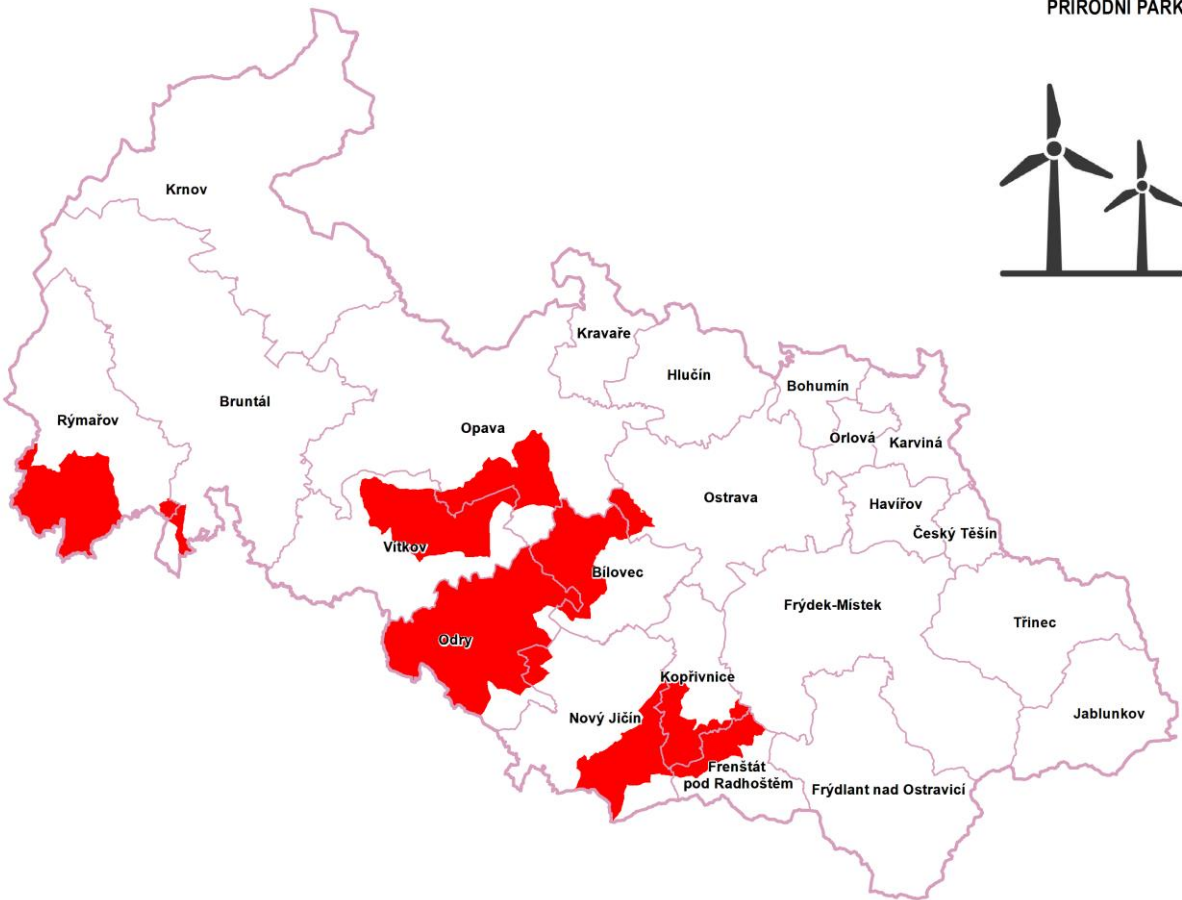 PŘÍRODNÍ PARK
Krnov
Kravaře
Hlučín
Bohumín
Bruntál
Rýmařov
Opava
Orlová
Karviná
Ostrava
Havířov
Český Těšín
Vítkov
Bílovec
Frýdek-Místek
Třinec
Odry
Kopřivnice
Nový Jičín
Jablunkov
Frenštát
pod Radhoštěm
Frýdlant nad Ostravicí